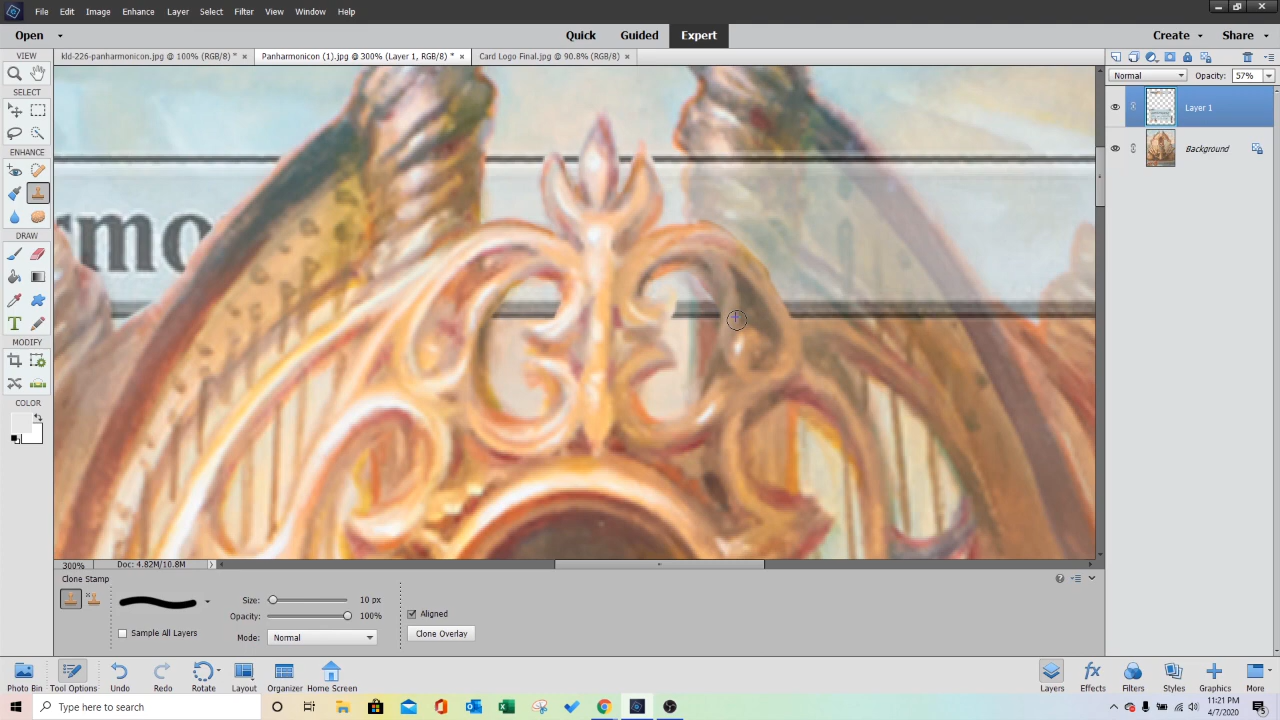 File Edit Image Enhance Layer Select Filter View Window Help
Open Quick Guided Expert Create Share
VIEW kld-226-panharmonicon.jpg @ 100% (RGB/8) * × Panharmonicon (1).jpg @ 300% (Layer 1, RGB/8) * × Card Logo Final.jpg @ 90.8% (RGB/8) ×
Normal Opacity: 57%
SELECT
Layer 1
ENHANCE
Background
rmo
DRAW
T
MODIFY
COLOR
300% Doc: 4.82M/10.8M
Clone Stamp
Size: 10 px
Opacity: 100%
Aligned
Sample All Layers
Mode: Normal
Clone Overlay
Photo Bin Tool Options Undo Redo Rotate Layout Organizer Home Screen Layers Effects Filters Styles Graphics More
Type here to search
11:21 PM
4/7/2020
5